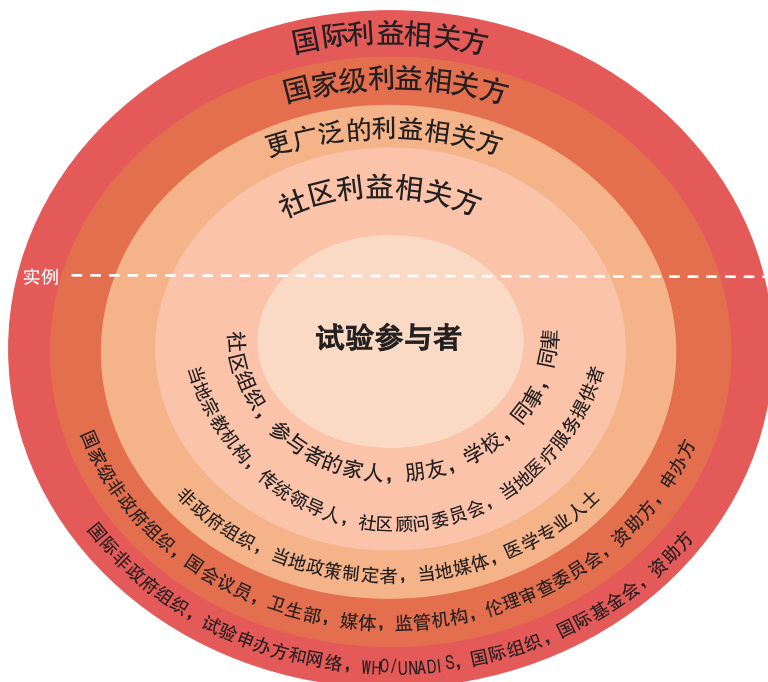 国际利益相关方
国家级利益相关方
更广泛的利益相关方
社区利益相关方
实例
试验参与者
社区组织，参与者的家人，朋友，学校，同事，同辈
当地宗教机构，传统领导人，社区顾问委员会，当地医疗服务提供者
非政府组织，当地政策制定者，当地媒体，医学专业人士
国家级非政府组织，国会议员，卫生部，媒体，监管机构，伦理审查委员会，资助方，申办方
国际非政府组织，试验申办方和网络，WHO/UNADIS，国际组织，国际基金会，资助方